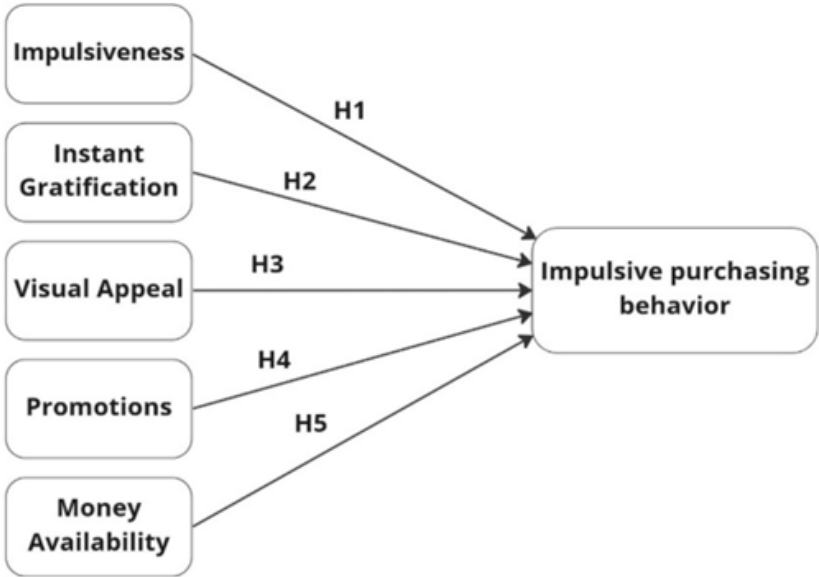 Impulsiveness
H1
Instant
Gratification
H2
Visual Appeal
H3
Impulsive purchasing
behavior
Promotions
H4
H5
Money
Availability